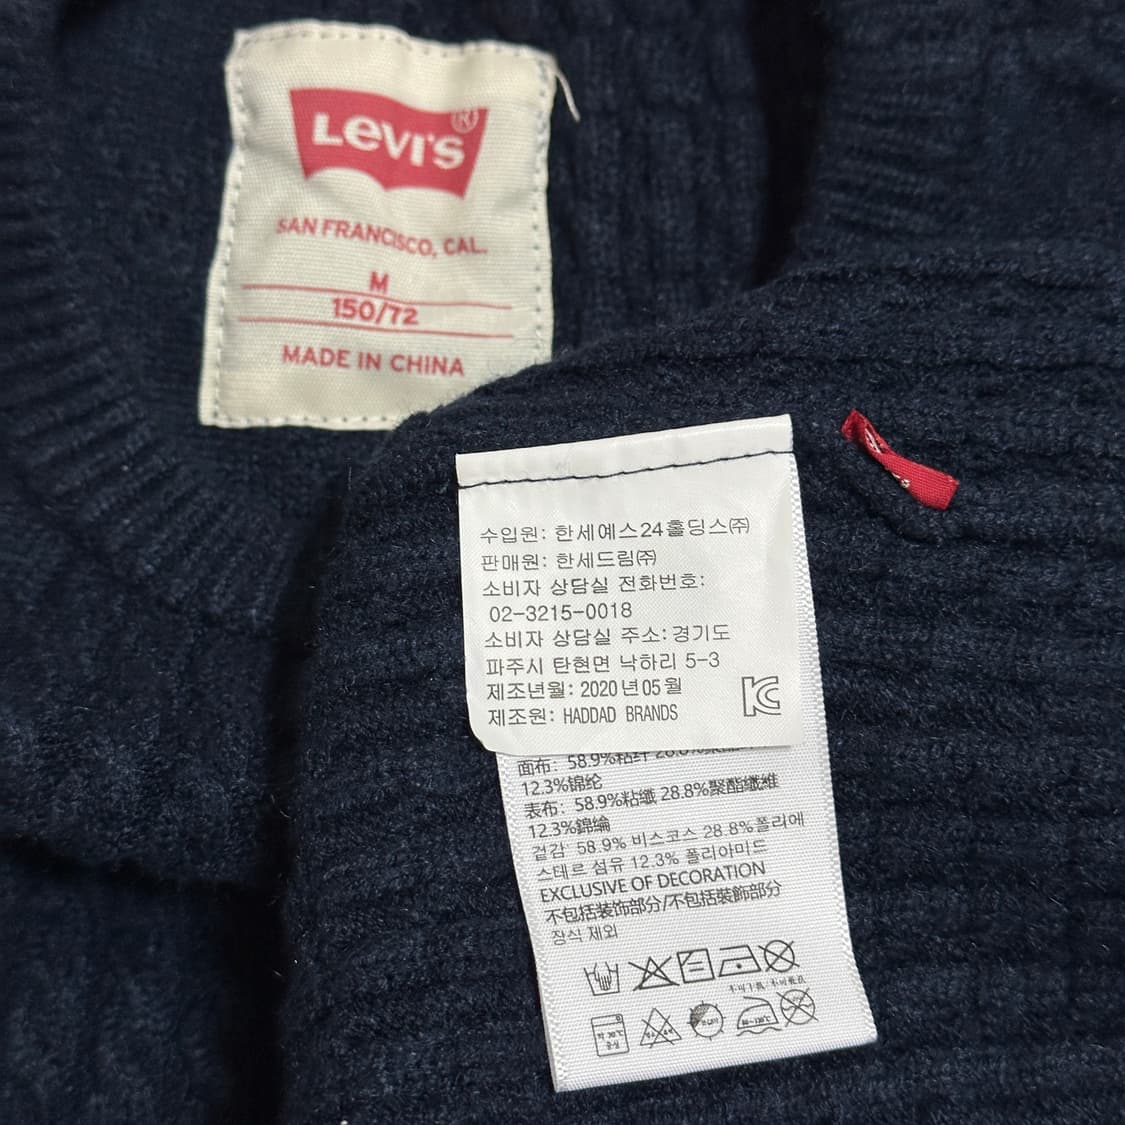 LEVI'S®
SAN FRANCISCO, CAL.
M
150/72
MADE IN CHINA
수입원: 한세예스24홀딩스㈜
판매원: 한세드림㈜
소비자 상담실 전화번호:
02-3215-0018
소비자 상담실 주소: 경기도
파주시 탄현면 낙하리 5-3
제조년월: 2020년05월
제조원: HADDAD BRANDS
面布: 58.9%粘纤
12.3%锦纶
表布: 58.9%粘纖 28.8%聚酯纖維
12.3%錦綸
겉감 58.9% 비스코스 28.8%폴리에
스테르 섬유 12.3% 폴리아미드
EXCLUSIVE OF DECORATION
不包括装饰部分/不包括裝飾部分
장식 제외